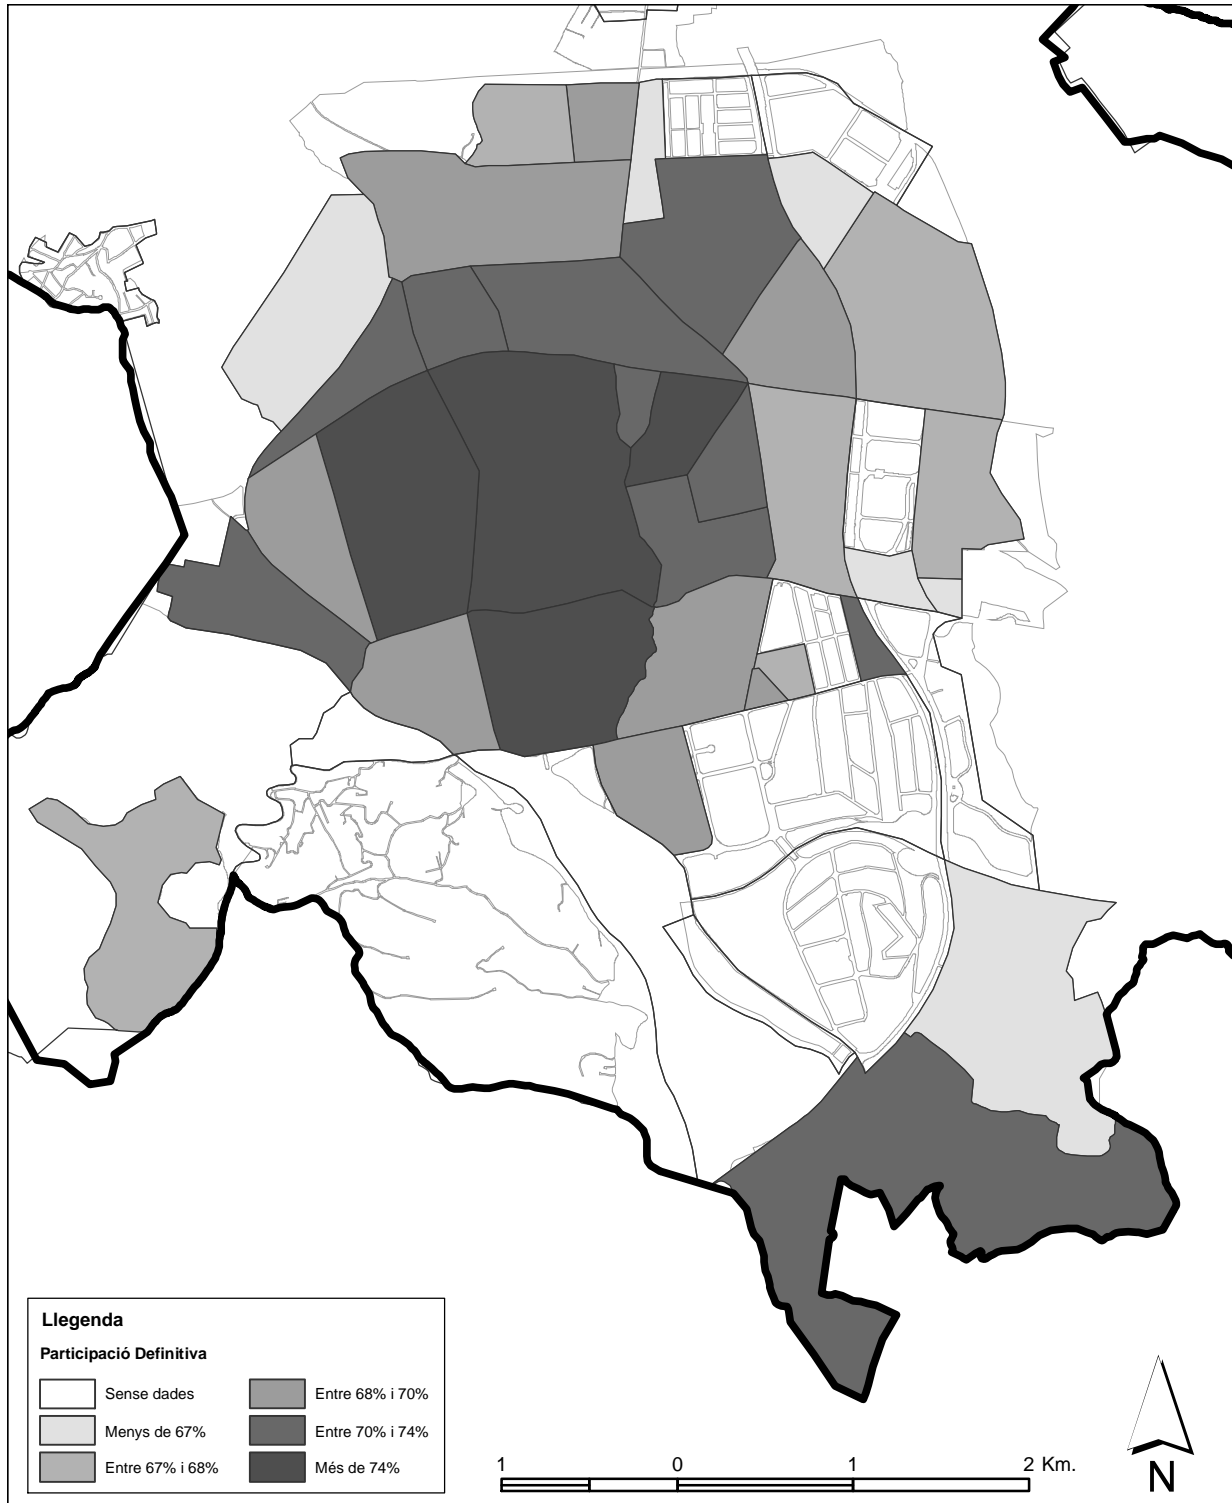 Llegenda
Participació Definitiva
Sense dades
Menys de 67%
Entre 67% i 68%
Entre 68% i 70%
Entre 70% i 74%
Més de 74%
1 0 1 2 Km.
N